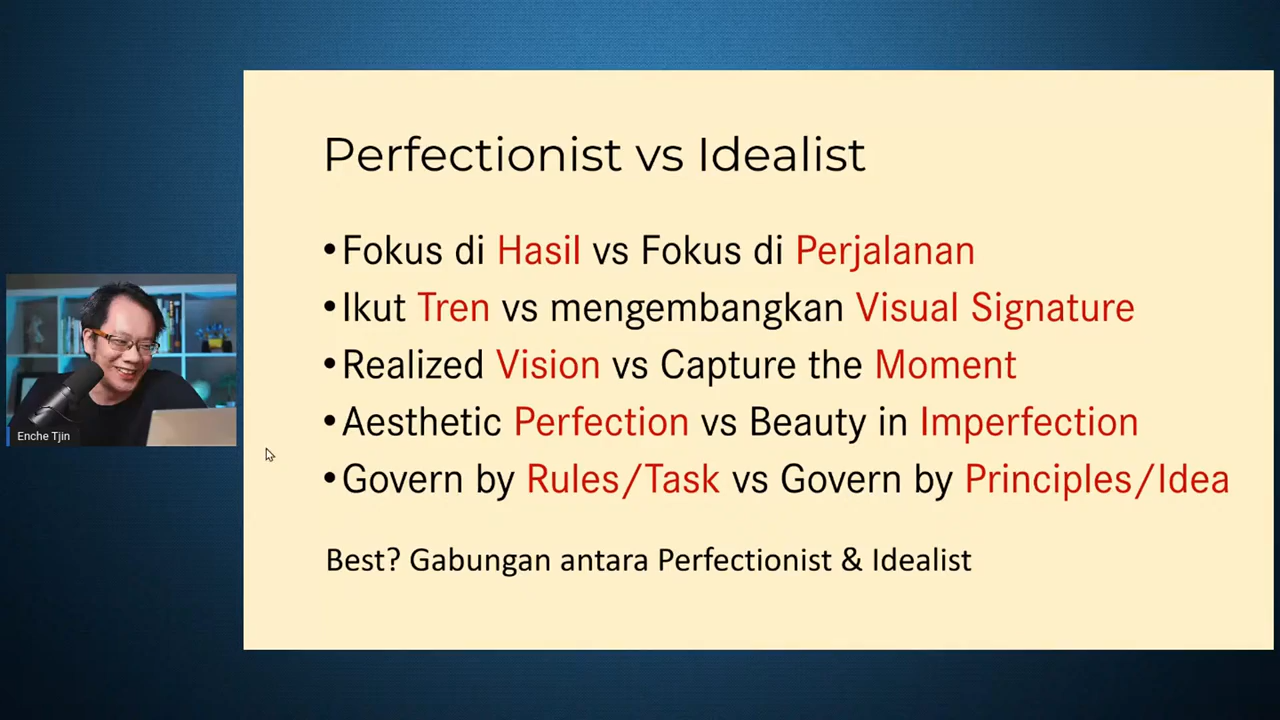 Perfectionist vs Idealist
•Fokus di Hasil vs Fokus di Perjalanan
•Ikut Tren vs mengembangkan Visual Signature
•Realized Vision vs Capture the Moment
•Aesthetic Perfection vs Beauty in Imperfection
•Govern by Rules/Task vs Govern by Principles/Idea
Best? Gabungan antara Perfectionist & Idealist
Enche Tjin